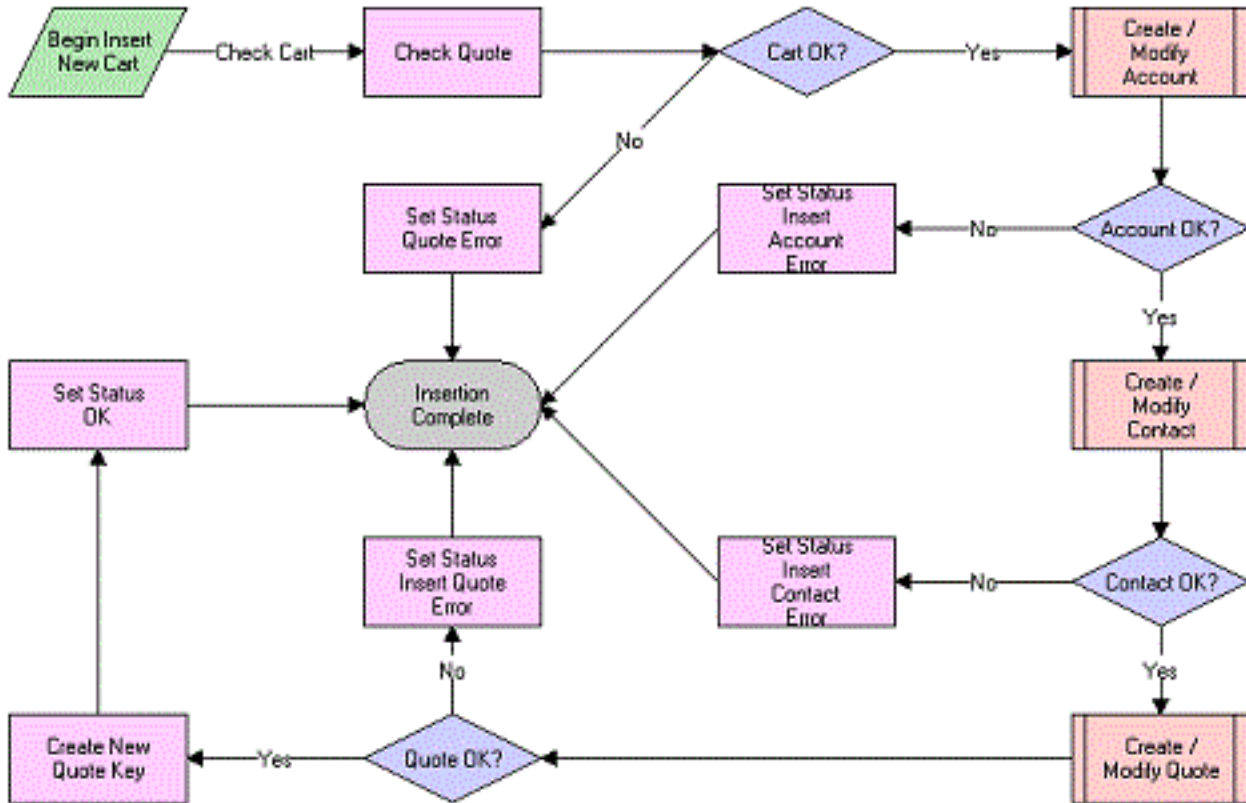 Begin Insert
New Cart
Check Cart
Check Quote
Cart OK?
Yes
Create /
Modify
Account
No
Set Status
Quote Error
Set Status
Insert
Account
Error
No
Account OK?
Yes
Set Status
OK
Insertion
Complete
Create /
Modify
Contact
Set Status
Insert Quote
Error
Set Status
Insert
Contact
Error
No
Contact OK?
No
Yes
Create New
Quote Key
Yes
Quote OK?
Create /
Modify Quote